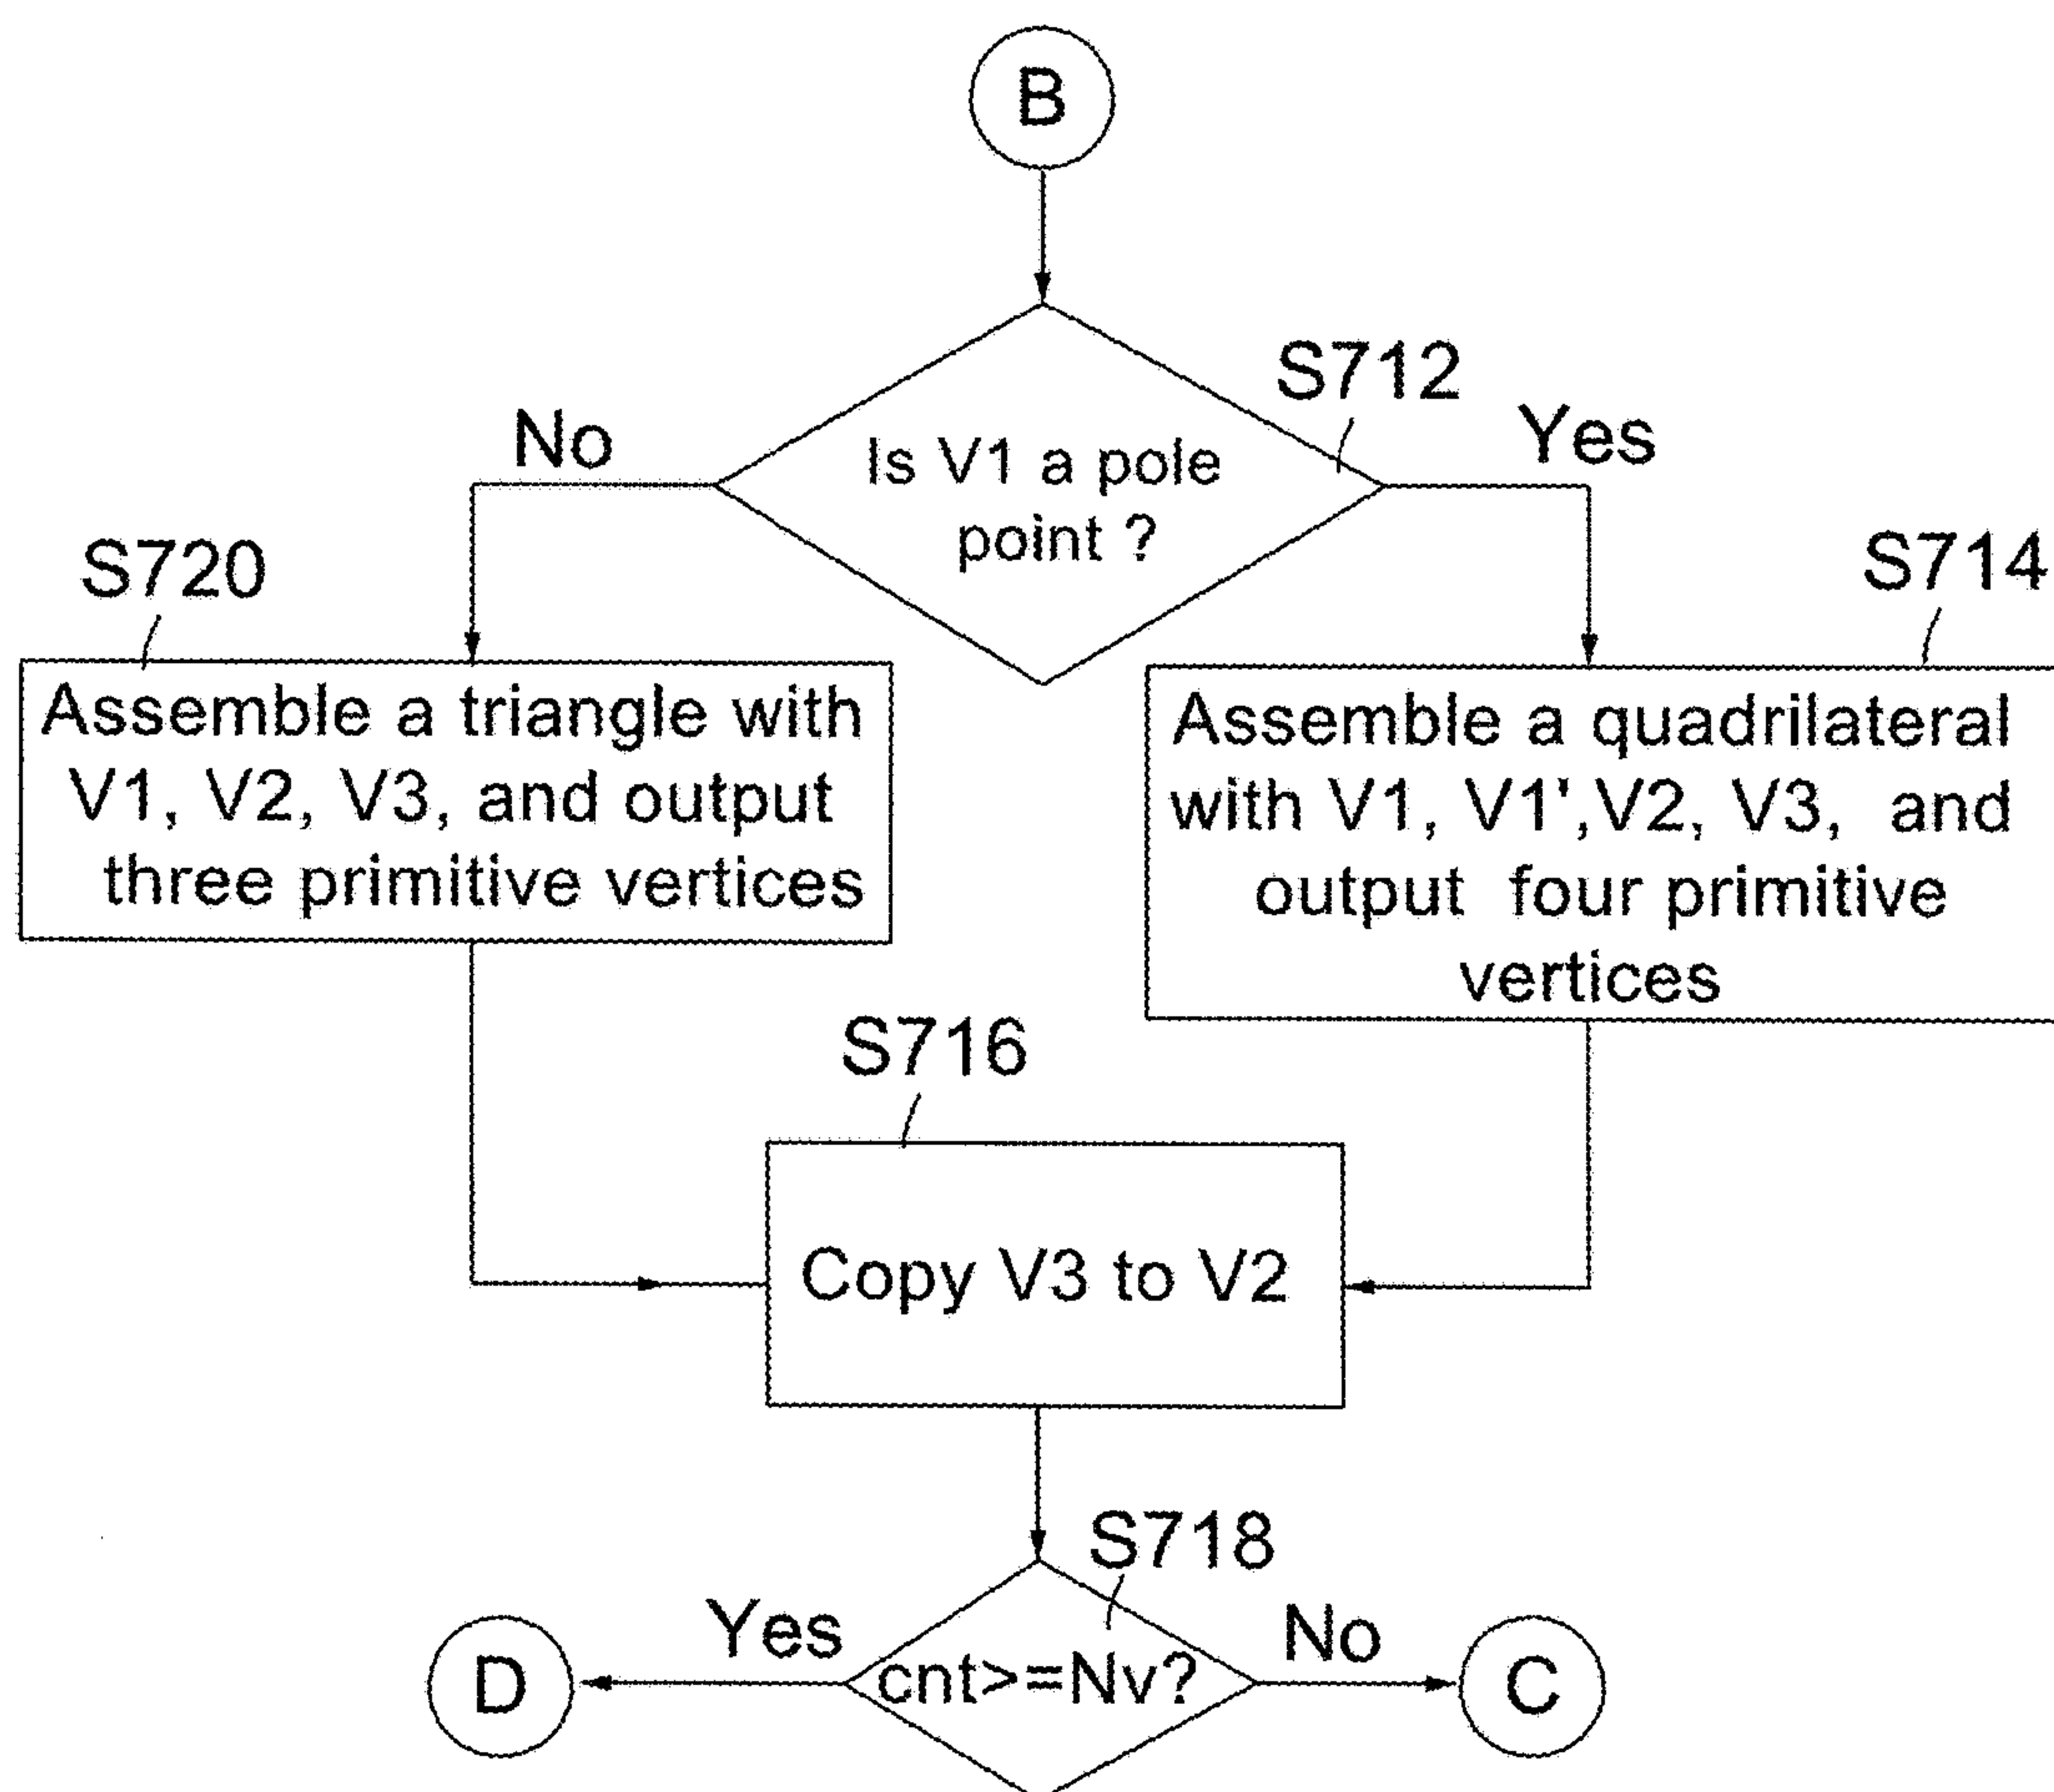 B
S712
No
Yes
Is V1 a pole
point ?
S720
S714
Assemble a triangle with
V1, V2, V3, and output
three primitive vertices
Assemble a quadrilateral
with V1, V1',V2, V3, and
output four primitive
vertices
S716
Copy V3 to V2
S718
Yes
No
D
cnt>=Nv?
C